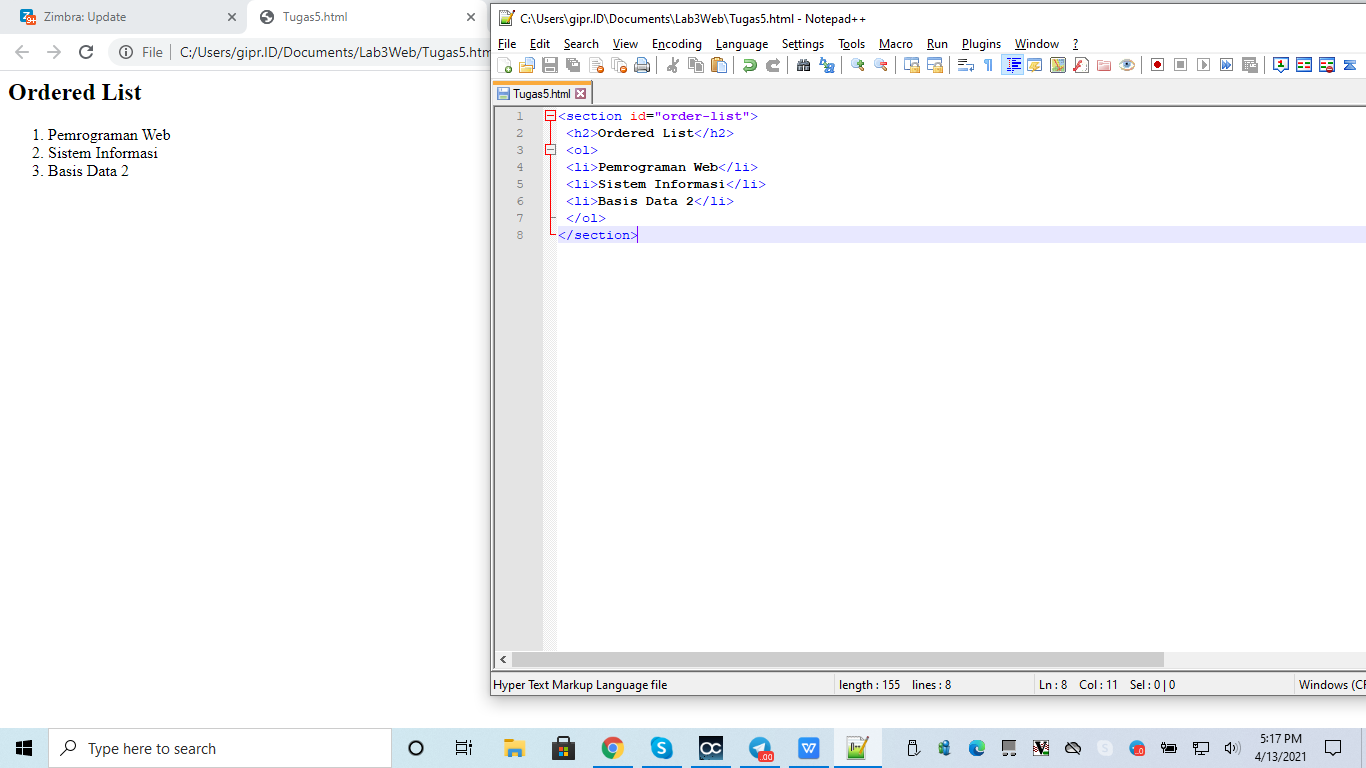 Zimbra: Update
Tugas5.html
File C:/Users/gipr.ID/Documents/Lab3Web/Tugas5.htm
Ordered List
1. Pemrograman Web
2. Sistem Informasi
3. Basis Data 2
C:\Users\gipr.ID\Documents\Lab3Web\Tugas5.html - Notepad++
File Edit Search View Encoding Language Settings Tools Macro Run Plugins Window ?
Tugas5.html
1 <section id="order-list">
2 <h2>Ordered List</h2>
3 <ol>
4 <li>Pemrograman Web</li>
5 <li>Sistem Informasi</li>
6 <li>Basis Data 2</li>
7 </ol>
8 </section>
Hyper Text Markup Language file length : 155 lines : 8 Ln : 8 Col : 11 Sel : 0 | 0 Windows (CR
Type here to search
5:17 PM
4/13/2021